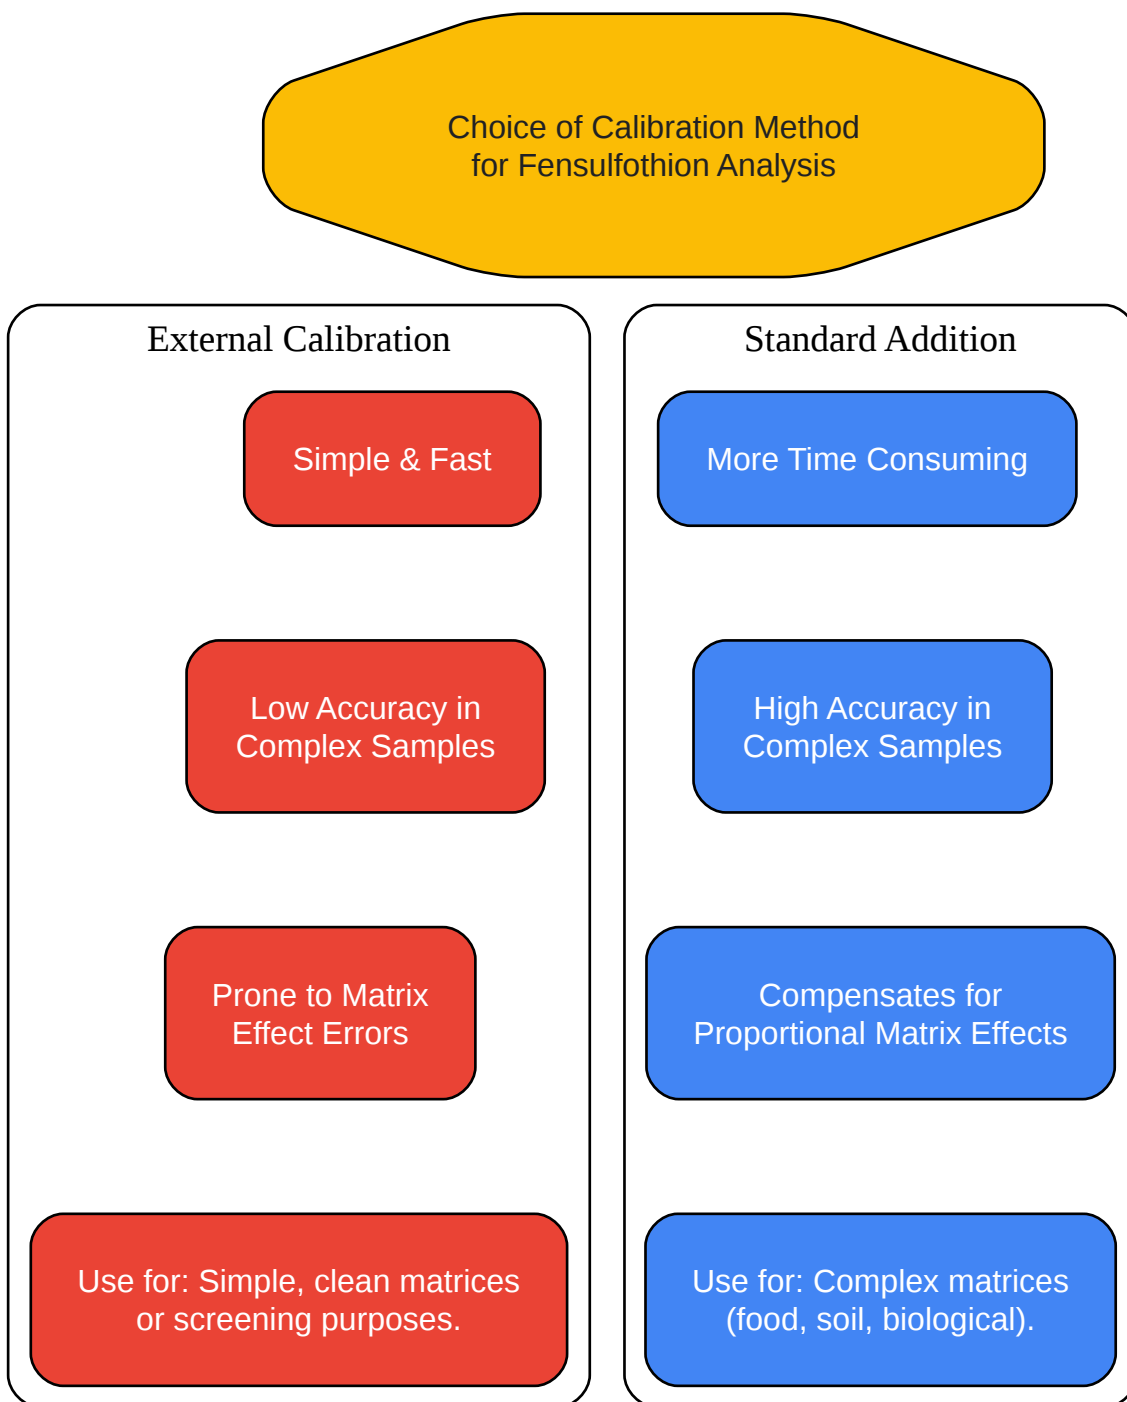 Choice of Calibration Method
for Fensulfothion Analysis
External Calibration
Simple & Fast
Low Accuracy in
Complex Samples
Prone to Matrix
Effect Errors
Use for: Simple, clean matrices
or screening purposes.
Standard Addition
More Time Consuming
High Accuracy in
Complex Samples
Compensates for
Proportional Matrix Effects
Use for: Complex matrices
(food, soil, biological).